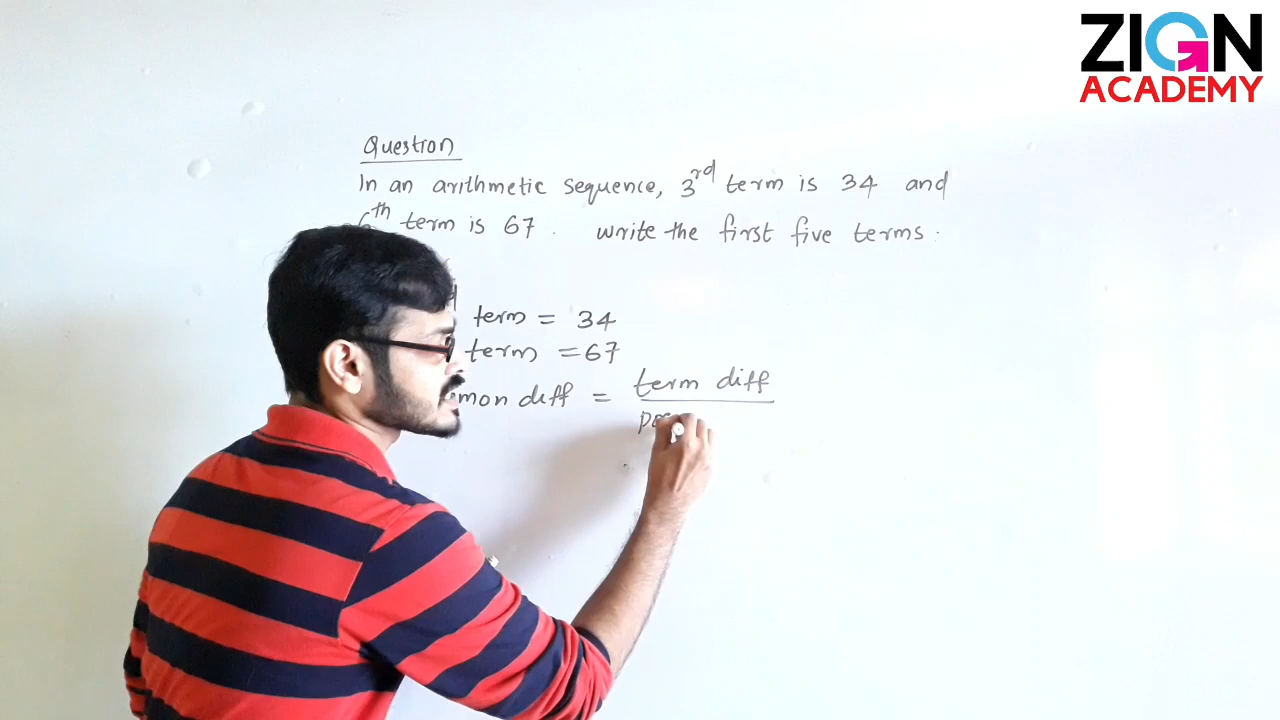 ZIGN
ACADEMY
Question
In an arithmetic sequence, 3rd term is 34 and
6th term is 67. write the first five terms.
term = 34
term = 67
mon diff = term diff